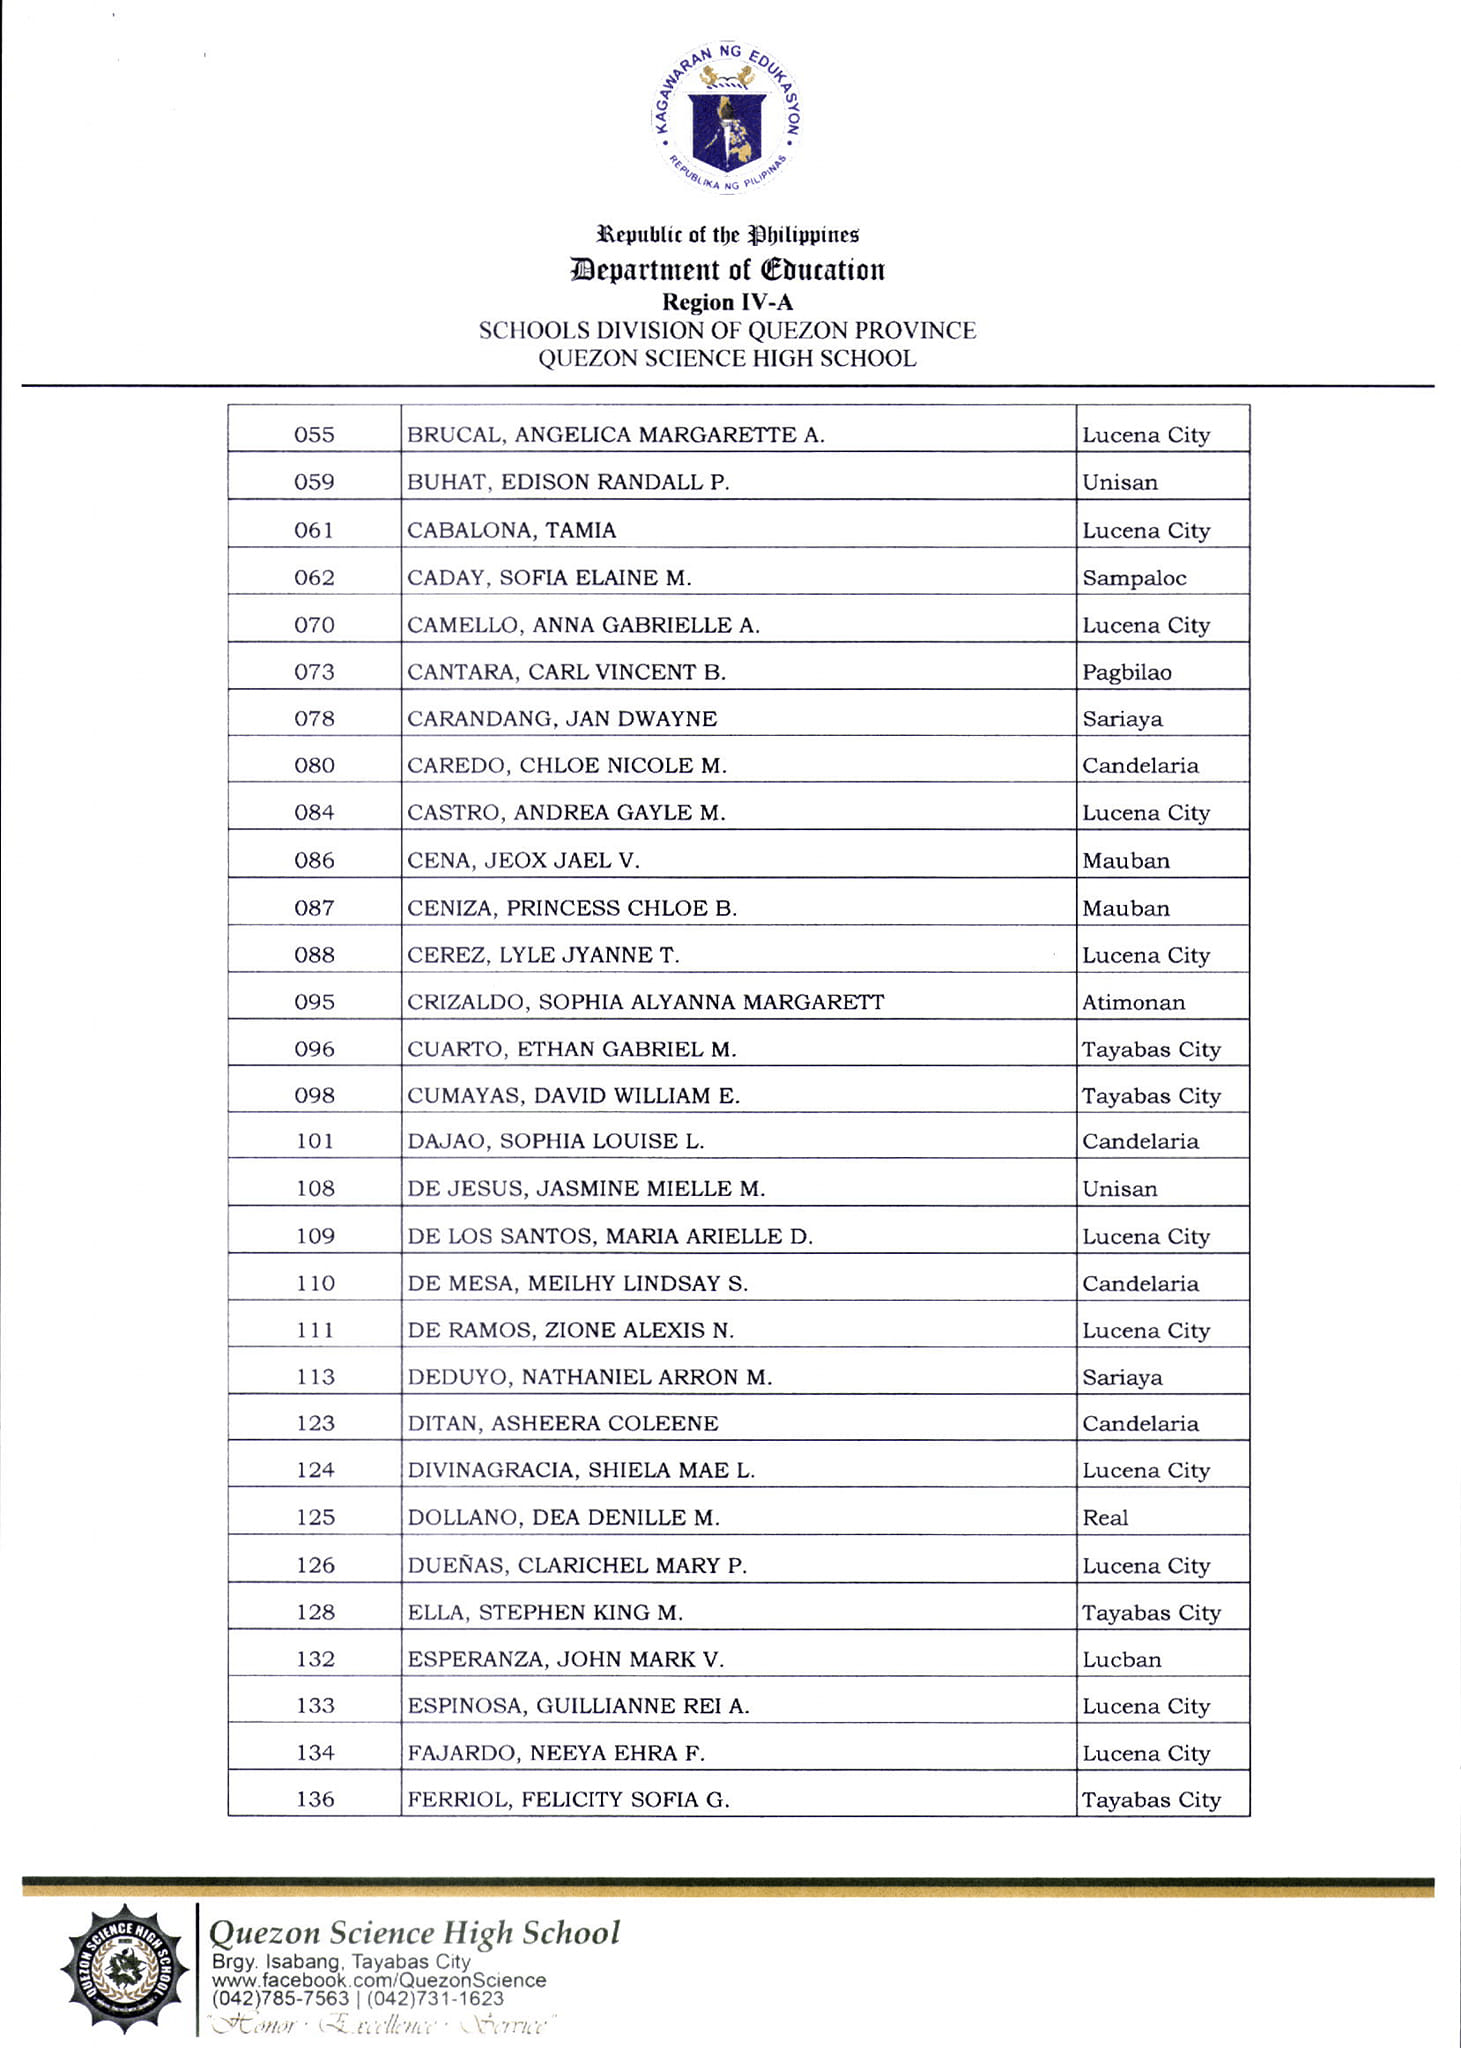 KAGAWARAN NG EDUKASYON
REPUBLIKA NG PILIPINAS
Republic of the Philippines
Department of Education
Region IV-A
SCHOOLS DIVISION OF QUEZON PROVINCE
QUEZON SCIENCE HIGH SCHOOL
055 BRUCAL, ANGELICA MARGARETTE A. Lucena City
059 BUHAT, EDISON RANDALL P. Unisan
061 CABALONA, TAMIA Lucena City
062 CADAY, SOFIA ELAINE M. Sampaloc
070 CAMELLO, ANNA GABRIELLE A. Lucena City
073 CANTARA, CARL VINCENT B. Pagbilao
078 CARANDANG, JAN DWAYNE Sariaya
080 CAREDO, CHLOE NICOLE M. Candelaria
084 CASTRO, ANDREA GAYLE M. Lucena City
086 CENA, JEOX JAEL V. Mauban
087 CENIZA, PRINCESS CHLOE B. Mauban
088 CEREZ, LYLE JYANNE T. Lucena City
095 CRIZALDO, SOPHIA ALYANNA MARGARETT Atimonan
096 CUARTO, ETHAN GABRIEL M. Tayabas City
098 CUMAYAS, DAVID WILLIAM E. Tayabas City
101 DAJAO, SOPHIA LOUISE L. Candelaria
108 DE JESUS, JASMINE MIELLE M. Unisan
109 DE LOS SANTOS, MARIA ARIELLE D. Lucena City
110 DE MESA, MEILHY LINDSAY S. Candelaria
111 DE RAMOS, ZIONE ALEXIS N. Lucena City
113 DEDUYO, NATHANIEL ARRON M. Sariaya
123 DITAN, ASHEERA COLEENE Candelaria
124 DIVINAGRACIA, SHIELA MAE L. Lucena City
125 DOLLANO, DEA DENILLE M. Real
126 DUEÑAS, CLARICHEL MARY P. Lucena City
128 ELLA, STEPHEN KING M. Tayabas City
132 ESPERANZA, JOHN MARK V. Lucban
133 ESPINOSA, GUILLIANNE REI A. Lucena City
134 FAJARDO, NEEYA EHRA F. Lucena City
136 FERRIOL, FELICITY SOFIA G. Tayabas City
QUEZON SCIENCE HIGH SCHOOL
Quezon Science High School
Brgy. Isabang, Tayabas City
www.facebook.com/QuezonScience
(042)785-7563 | (042)731-1623
"Honor · Excellence · Service"